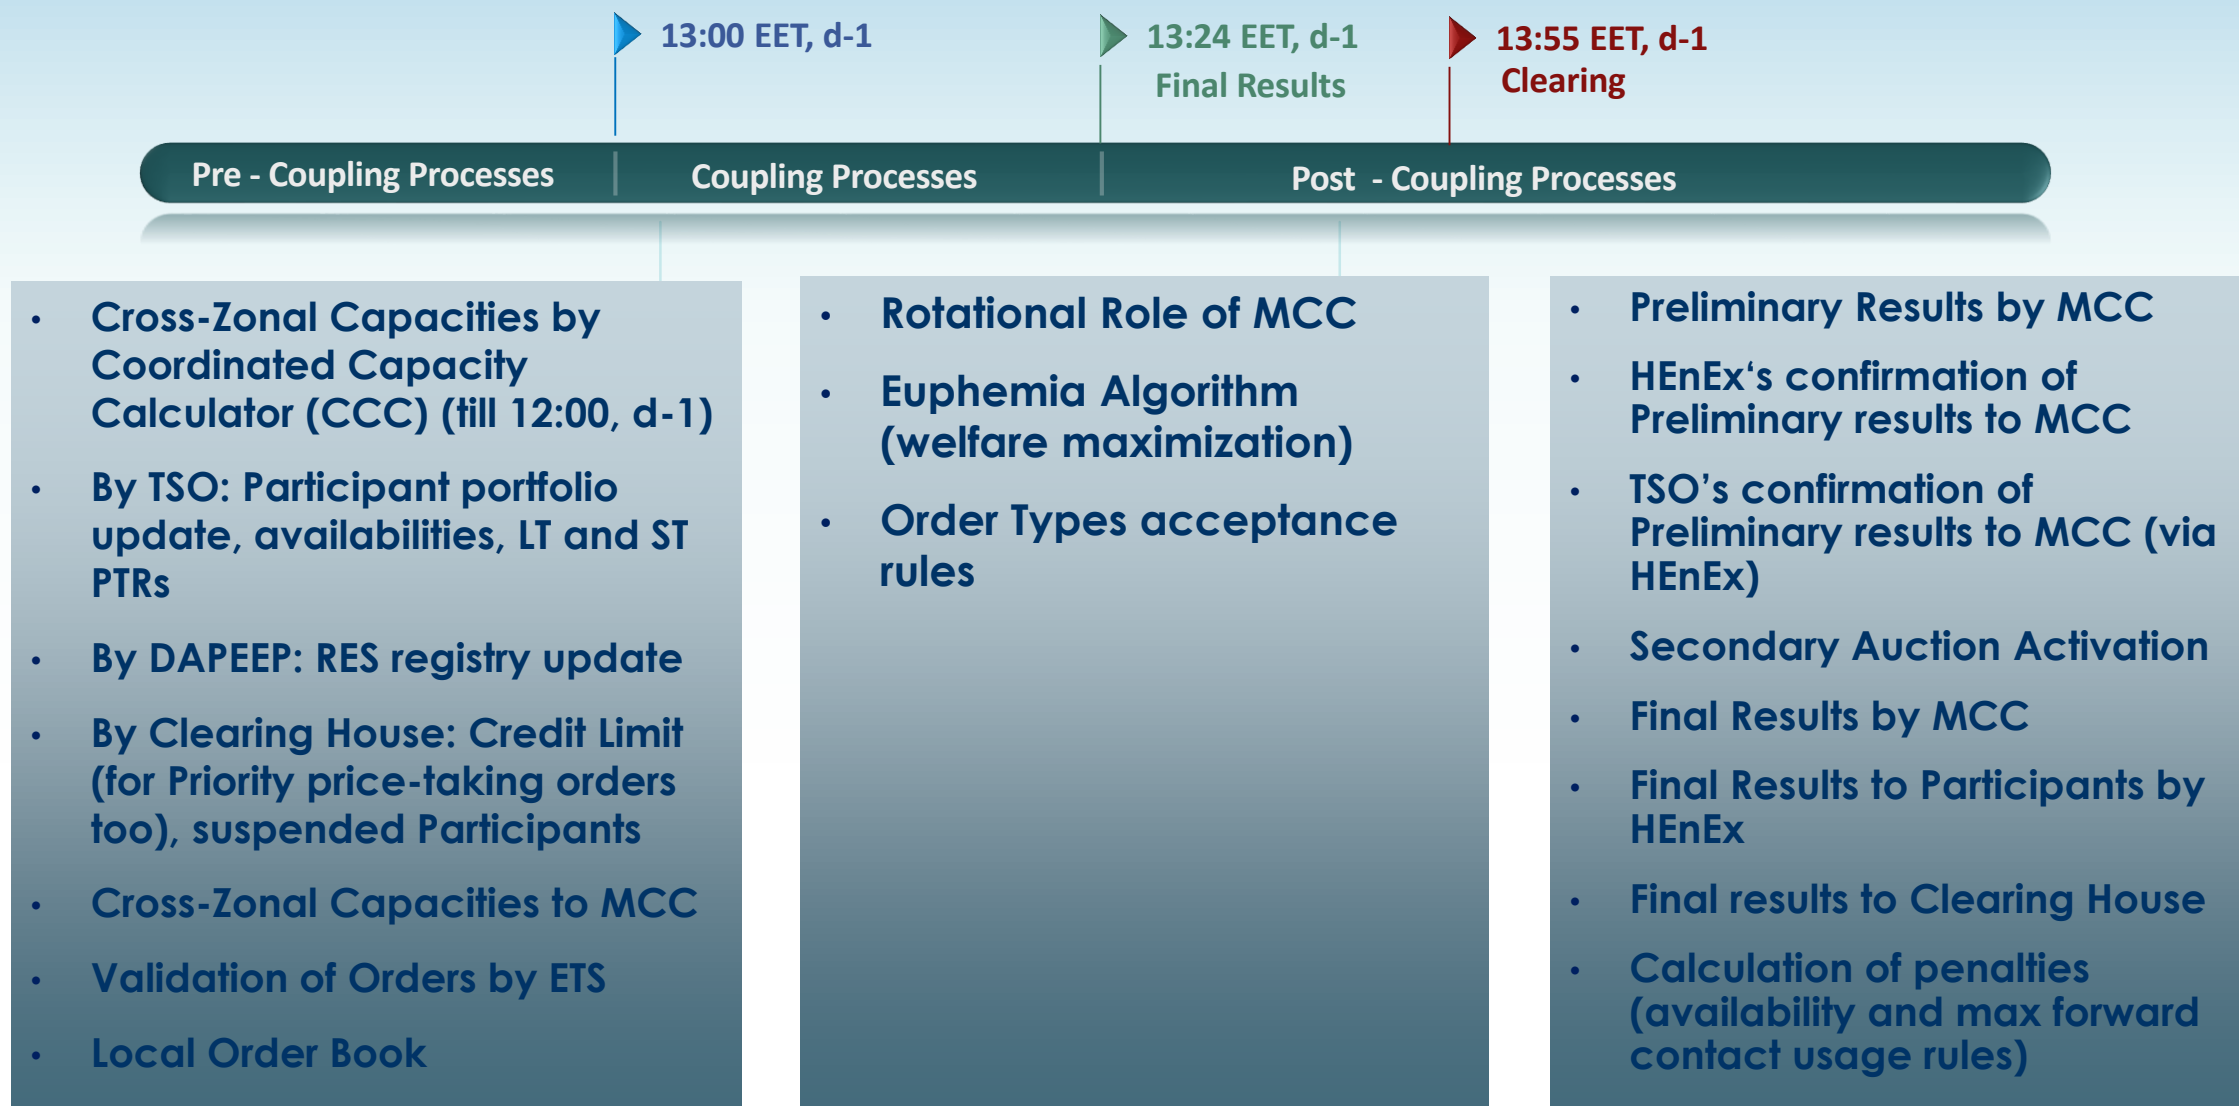 13:00 EET, d-1
13:24 EET, d-1
Final Results
13:55 EET, d-1
Clearing
Pre - Coupling Processes
Coupling Processes
Post - Coupling Processes
• Cross-Zonal Capacities by
Coordinated Capacity
Calculator (CCC) (till 12:00, d-1)
• By TSO: Participant portfolio
update, availabilities, LT and ST
PTRs
• By DAPEEP: RES registry update
• By Clearing House: Credit Limit
(for Priority price-taking orders
too), suspended Participants
• Cross-Zonal Capacities to MCC
• Validation of Orders by ETS
• Local Order Book
• Rotational Role of MCC
• Euphemia Algorithm
(welfare maximization)
• Order Types acceptance
rules
• Preliminary Results by MCC
• HEnEx‘s confirmation of
Preliminary results to MCC
• TSO’s confirmation of
Preliminary results to MCC (via
HEnEx)
• Secondary Auction Activation
• Final Results by MCC
• Final Results to Participants by
HEnEx
• Final results to Clearing House
• Calculation of penalties
(availability and max forward
contact usage rules)